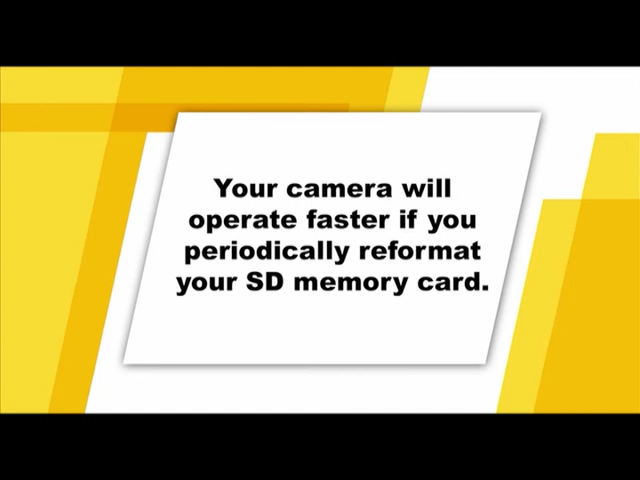 Your camera will
operate faster if you
periodically reformat
your SD memory card.